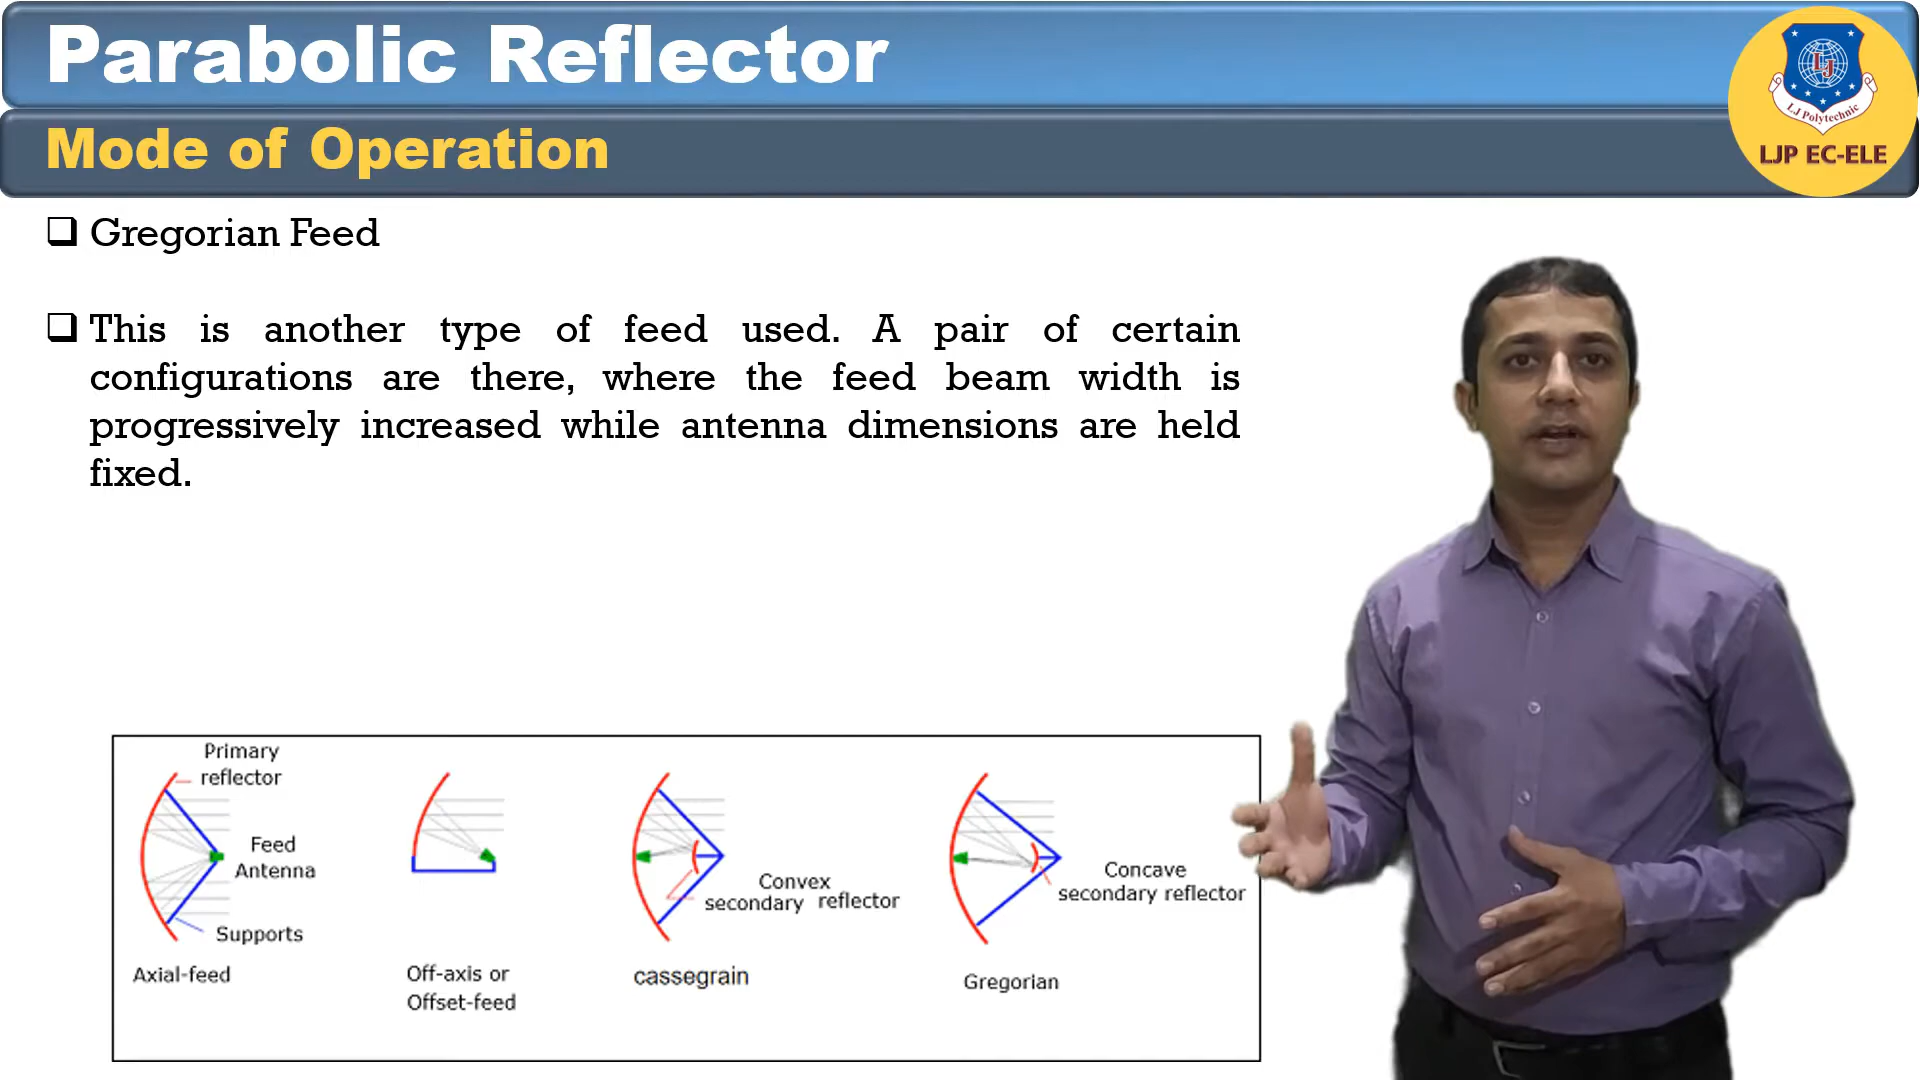 Parabolic Reflector
Mode of Operation
LJ
LJ Polytechnic
LJP EC-ELE
Gregorian Feed
This is another type of feed used. A pair of certain
configurations are there, where the feed beam width is
progressively increased while antenna dimensions are held
fixed.
Primary
reflector
Feed
Antenna
Supports
Axial-feed
Off-axis or
Offset-feed
Convex
secondary reflector
cassegrain
Concave
secondary reflector
Gregorian